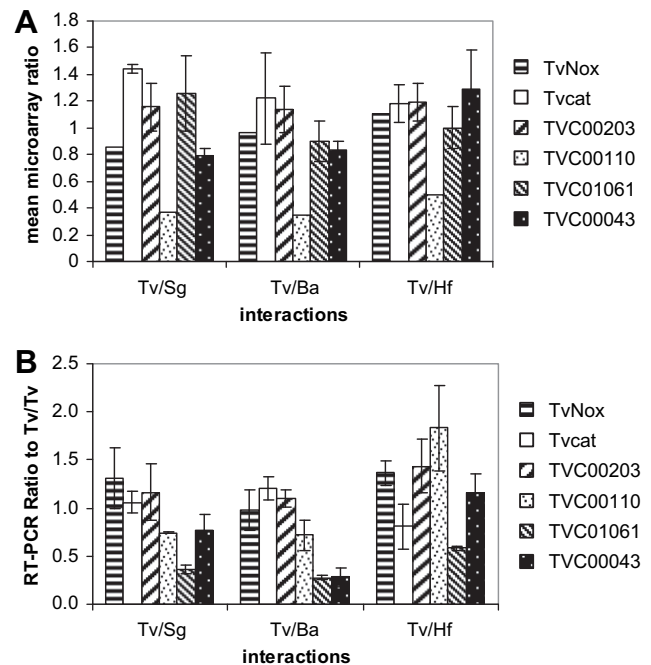 A
mean microarray ratio
1.8
1.6
1.4
1.2
1
0.8
0.6
0.4
0.2
0
Tv/Sg Tv/Ba Tv/Hf
interactions
TvNox
Tvcat
TVC00203
TVC00110
TVC01061
TVC00043
B
RT-PCR Ratio to Tv/Tv
2.5
2.0
1.5
1.0
0.5
0.0
Tv/Sg Tv/Ba Tv/Hf
interactions
TvNox
Tvcat
TVC00203
TVC00110
TVC01061
TVC00043